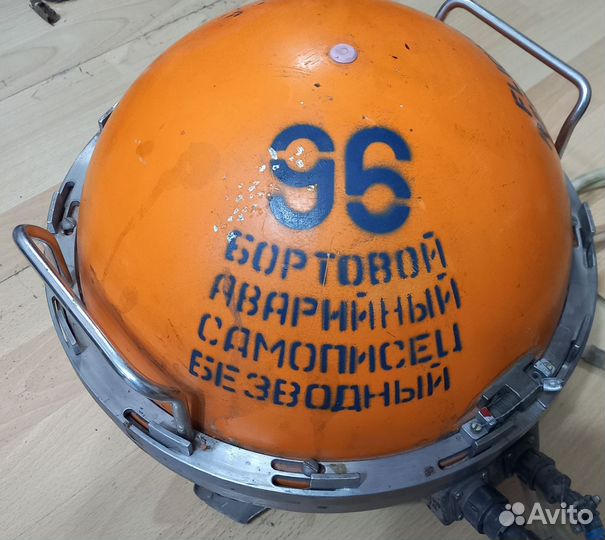 96
БОРТОВОЙ
АВАРИЙНЫЙ
САМОПИСЕЦ
БЕЗВОДНЫЙ
Avito